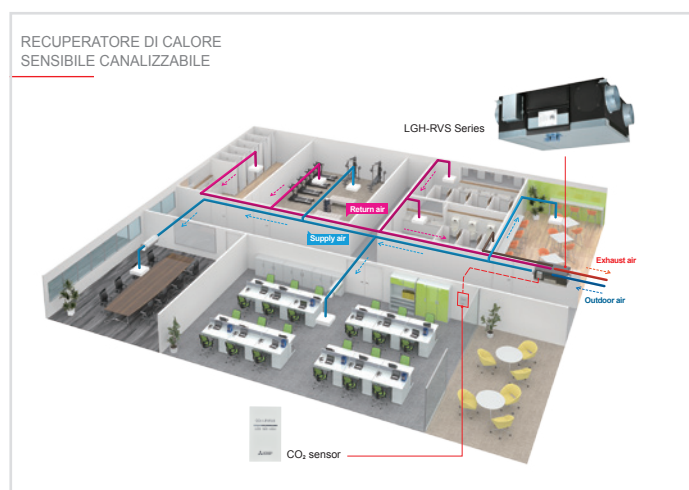 RECUPERATORE DI CALORE
SENSIBILE CANALIZZABILE
LGH-RVS Series
Return air
Supply air
Exhaust air
Outdoor air
CO₂ sensor